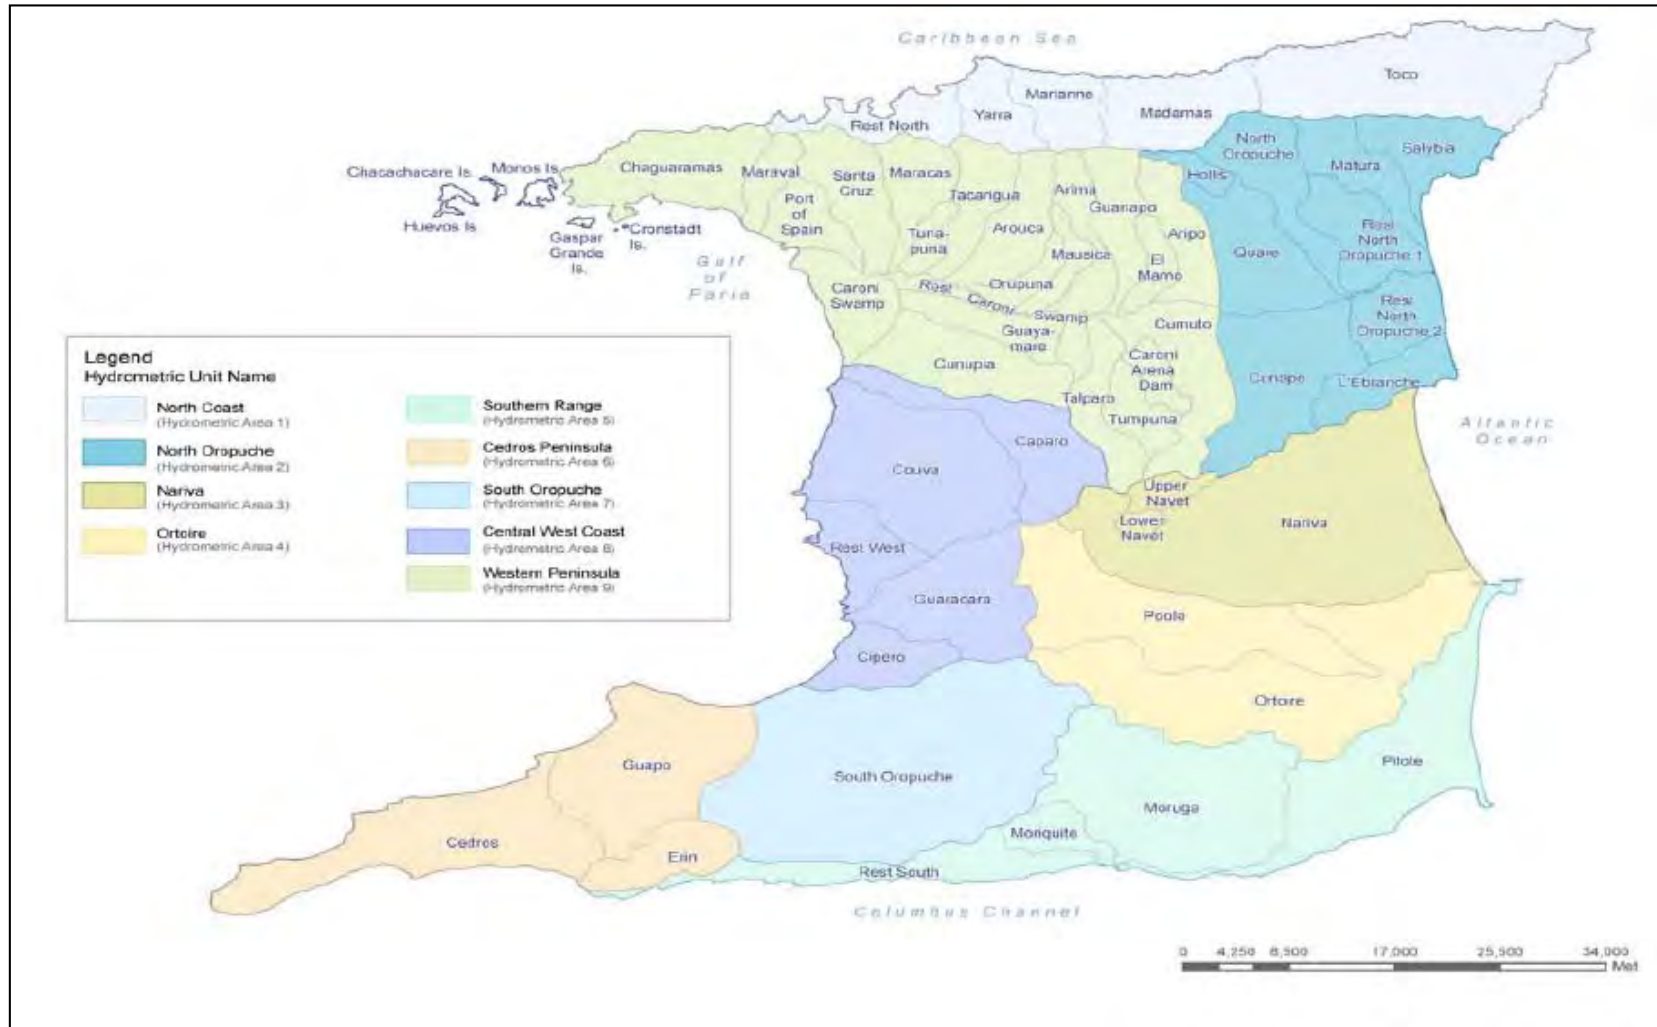 Caribbean Sea
Toco
Marianne
Yarra
Madamas
Rest North
North
Oropuche
Salybia
Matura
Hollis
Chacachacare Is.
Monos Is.
Huevos Is.
Gaspar
Grande
Is.
Cronstadt
Is.
Chaguaramas
Maraval
Santa
Cruz
Maracas
Port
of
Spain
Tacarigua
Arima
Guanapo
Tuna-
puna
Arouca
Mausica
Aripo
El
Mamo
Quare
Rest
North
Oropuche 1
Gulf
of
Paria
Caroni
Swamp
Rest Caroni Swamp
Oropuna
Guaya-
mare
Cumuto
Rest
North
Oropuche 2
Cunupia
Caroni
Arena
Dam
Cunapo
L'Ebranche
Talparo
Tumpuna
Atlantic
Ocean
Legend
Hydrometric Unit Name
North Coast
(Hydrometric Area 1)
North Oropuche
(Hydrometric Area 2)
Nariva
(Hydrometric Area 3)
Ortoire
(Hydrometric Area 4)
Southern Range
(Hydrometric Area 5)
Cedros Peninsula
(Hydrometric Area 6)
South Oropuche
(Hydrometric Area 7)
Central West Coast
(Hydrometric Area 8)
Western Peninsula
(Hydrometric Area 9)
Caparo
Couva
Upper
Navet
Lower
Navet
Nariva
Rest West
Guaracara
Poole
Cipero
Ortoire
Guapo
South Oropuche
Pilote
Moruga
Cedros
Erin
Moriquite
Rest South
Columbus Channel
0 4,250 8,500 17,000 25,500 34,000
Met